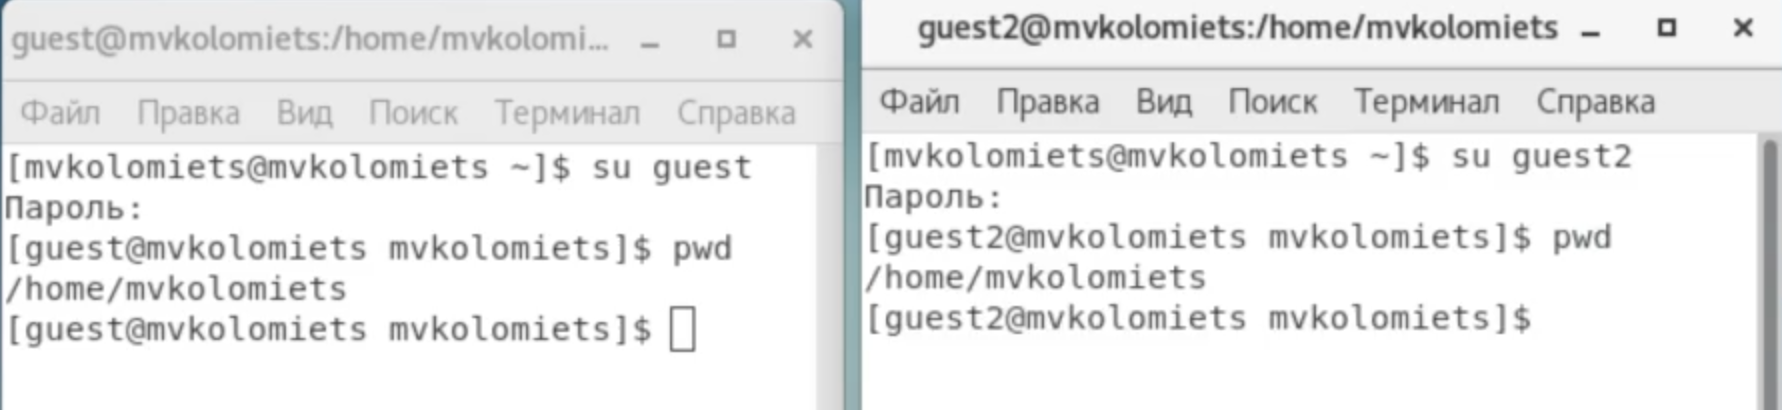 guest@mvkolomiets:/home/mvkolomi...
Файл Правка Вид Поиск Терминал Справка
[mvkolomiets@mvkolomiets ~]$ su guest
Пароль:
[guest@mvkolomiets mvkolomiets]$ pwd
/home/mvkolomiets
[guest@mvkolomiets mvkolomiets]$
guest2@mvkolomiets:/home/mvkolomiets
Файл Правка Вид Поиск Терминал Справка
[mvkolomiets@mvkolomiets ~]$ su guest2
Пароль:
[guest2@mvkolomiets mvkolomiets]$ pwd
/home/mvkolomiets
[guest2@mvkolomiets mvkolomiets]$